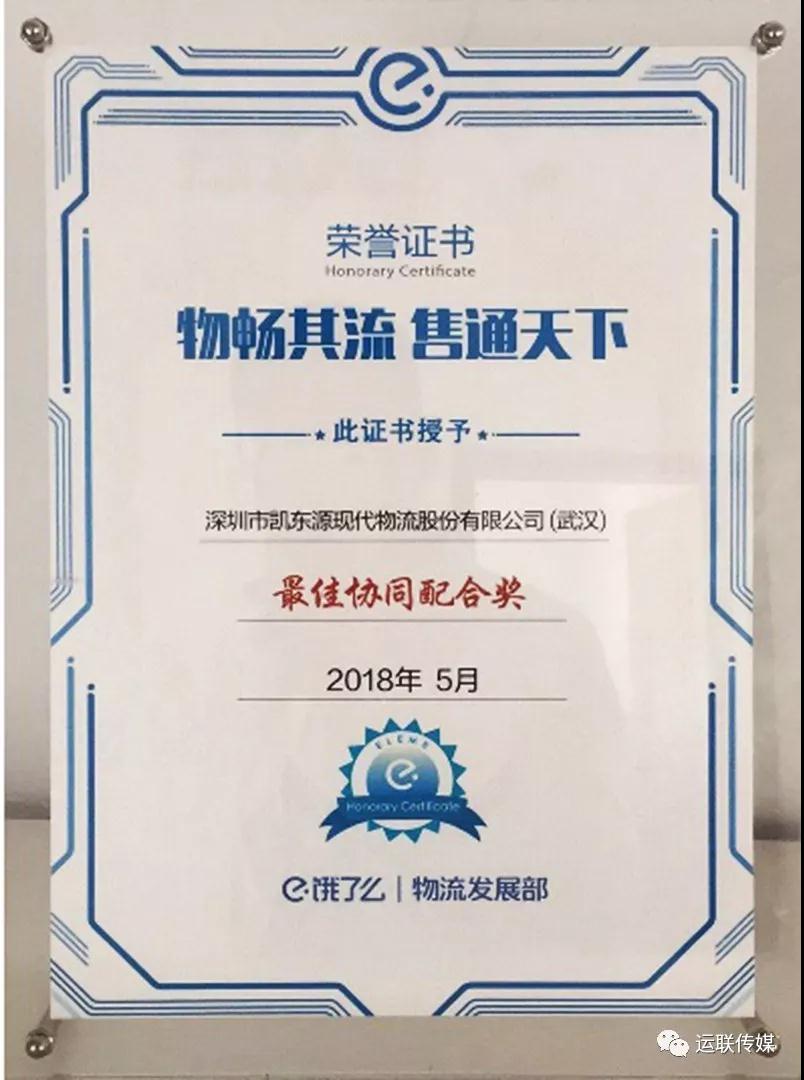 荣誉证书
Honorary Certificate
物畅其流 售通天下
此证书授予
深圳市凯东源现代物流股份有限公司(武汉)
最佳协同配合奖
2018年 5月
ELEME
e
Honorary Certificate
饿了么|物流发展部
运联传媒